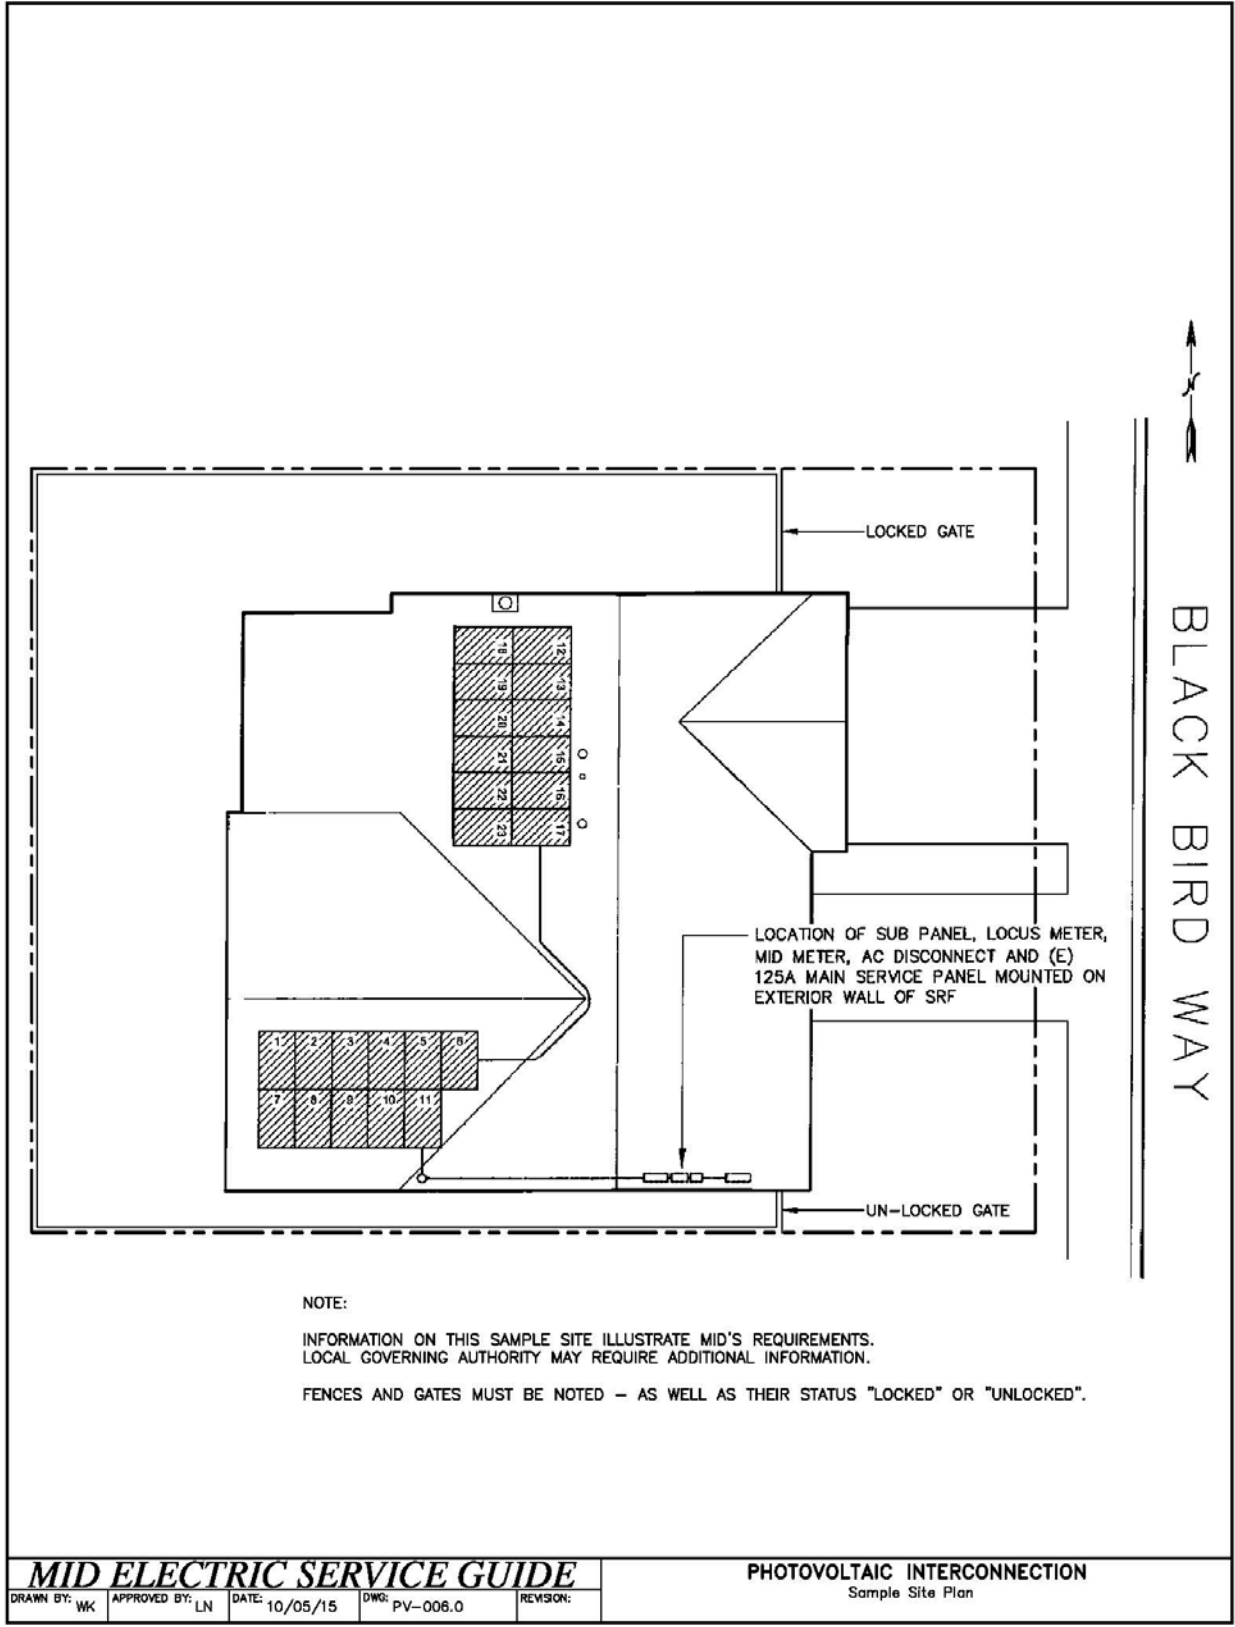 N
LOCKED GATE
BLACK BIRD WAY
18 12
19 13
20 14
21 15
22 16
23 17
LOCATION OF SUB PANEL, LOCUS METER,
MID METER, AC DISCONNECT AND (E)
125A MAIN SERVICE PANEL MOUNTED ON
EXTERIOR WALL OF SRF
1 2 3 4 5 6
7 8 9 10 11
UN-LOCKED GATE
NOTE:
INFORMATION ON THIS SAMPLE SITE ILLUSTRATE MID'S REQUIREMENTS.
LOCAL GOVERNING AUTHORITY MAY REQUIRE ADDITIONAL INFORMATION.
FENCES AND GATES MUST BE NOTED – AS WELL AS THEIR STATUS "LOCKED" OR "UNLOCKED".
MID ELECTRIC SERVICE GUIDE
DRAWN BY: WK
APPROVED BY: LN
DATE: 10/05/15
DWG: PV-006.0
REVISION:
PHOTOVOLTAIC INTERCONNECTION
Sample Site Plan